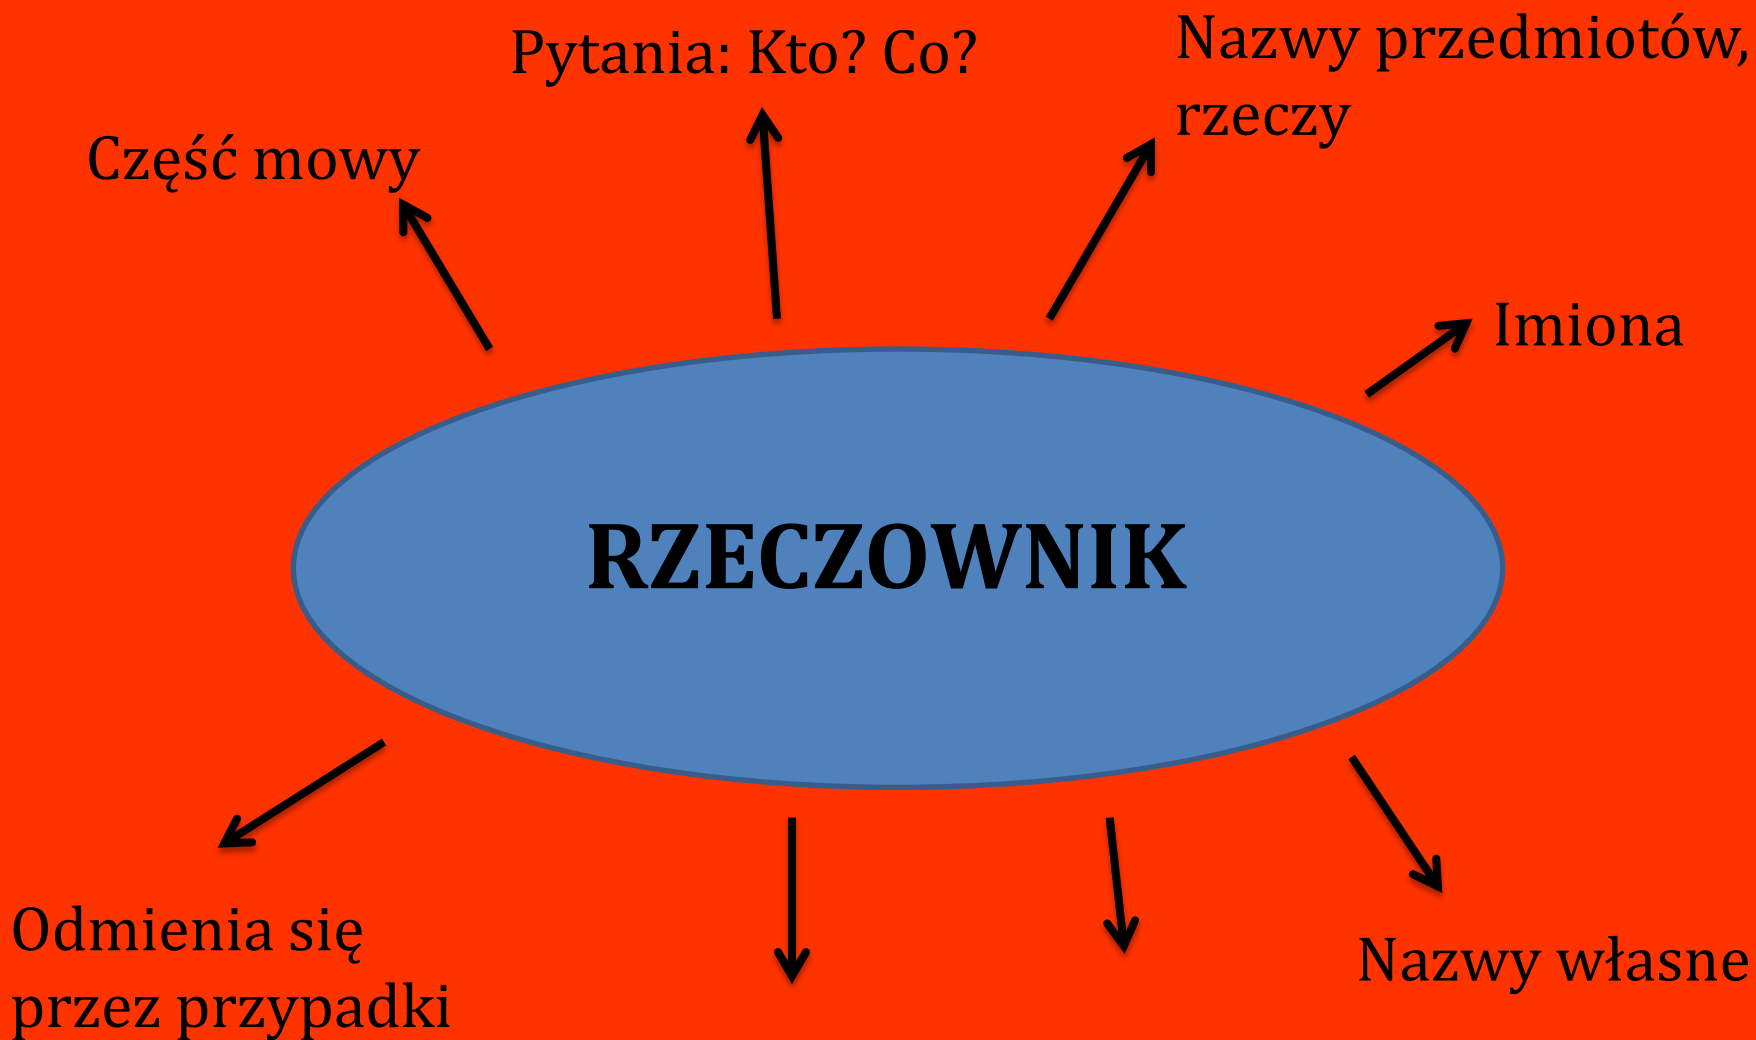 Pytania: Kto? Co?
Nazwy przedmiotów,
rzeczy
Część mowy
Imiona
RZECZOWNIK
Odmienia się
przez przypadki
Nazwy własne